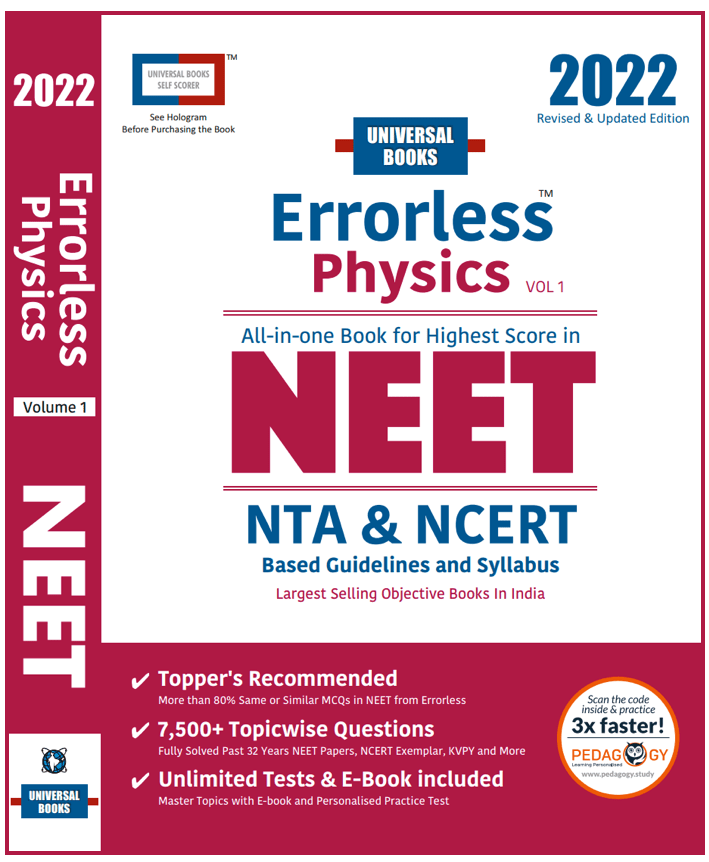 2022
Errorless
Physics
Volume 1
NEET
UNIVERSAL
BOOKS
UNIVERSAL BOOKS
SELF SCORER
TM
See Hologram
Before Purchasing the Book
2022
Revised & Updated Edition
UNIVERSAL
BOOKS
Errorless
TM
Physics VOL 1
All-in-one Book for Highest Score in
NEET
NTA & NCERT
Based Guidelines and Syllabus
Largest Selling Objective Books In India
✔ Topper's Recommended
More than 80% Same or Similar MCQs in NEET from Errorless
✔ 7,500+ Topicwise Questions
Fully Solved Past 32 Years NEET Papers, NCERT Exemplar, KVPY and More
✔ Unlimited Tests & E-Book included
Master Topics with E-book and Personalised Practice Test
Scan the code
inside & practice
3x faster!
PEDAGOGY
Learning Personalised
www.pedagogy.study